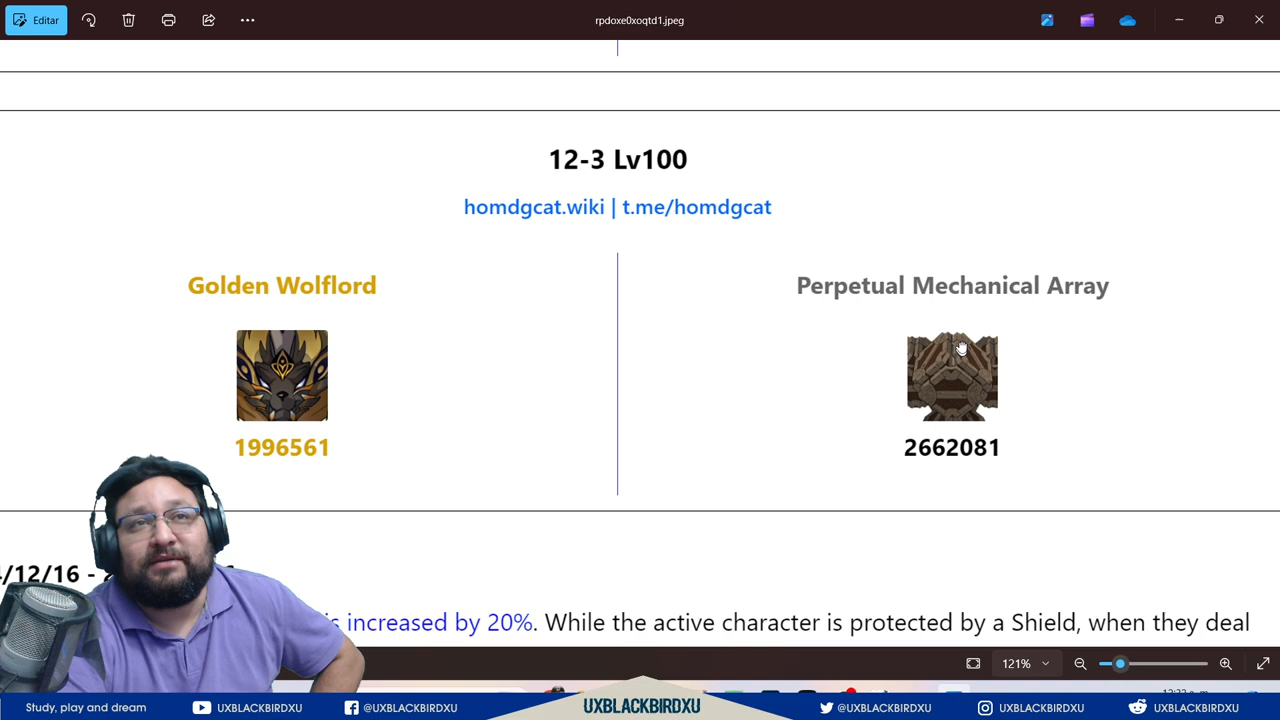 Editar
rpdoxe0xoqtd1.jpeg
12-3 Lv100
homdgcat.wiki | t.me/homdgcat
Golden Wolflord
Perpetual Mechanical Array
1996561
2662081
/12/16 -
is increased by 20%. While the active character is protected by a Shield, when they deal
121%
Study, play and dream
UXBLACKBIRDXU
@UXBLACKBIRDXU
UXBLACKBIRDXU
@UXBLACKBIRDXU
UXBLACKBIRDXU
UXBLACKBIRDXU